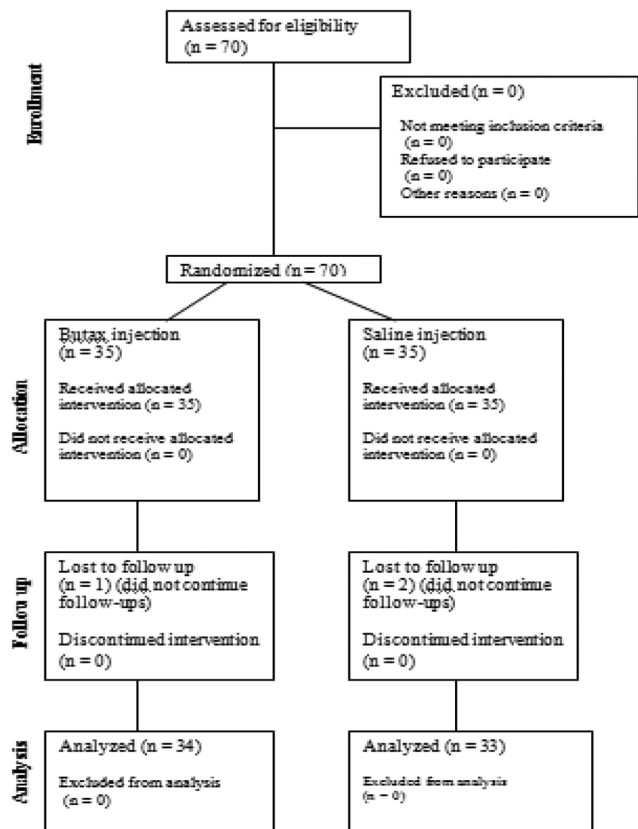 Assessed for eligibility
(n = 70)
Enrollment
Excluded (n = 0)
Not meeting inclusion criteria
(n = 0)
Refused to participate
(n = 0)
Other reasons (n = 0)
Randomized (n = 70)
Allocation
Butax injection
(n = 35)
Received allocated
intervention (n = 35)
Did not receive allocated
intervention (n = 0)
Saline injection
(n = 35)
Received allocated
intervention (n = 35)
Did not receive allocated
intervention (n = 0)
Follow up
Lost to follow up
(n = 1) (did not continue
follow-ups)
Discontinued intervention
(n = 0)
Lost to follow up
(n = 2) (did not continue
follow-ups)
Discontinued intervention
(n = 0)
Analysis
Analyzed (n = 34)
Excluded from analysis
(n = 0)
Analyzed (n = 33)
Excluded from analysis
(n = 0)